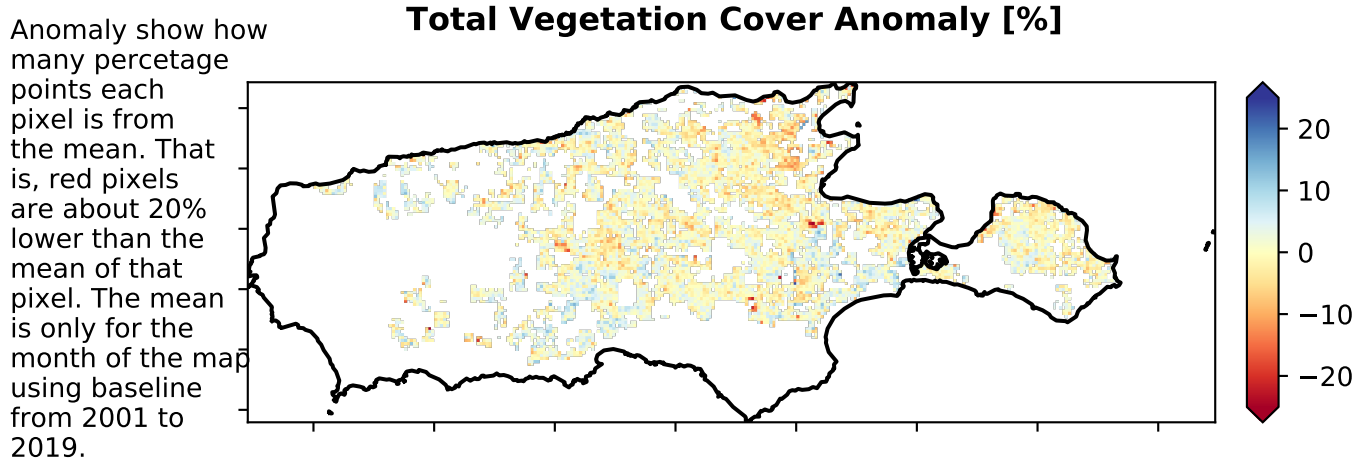 Total Vegetation Cover Anomaly [%]
Anomaly show how
many percetage
points each
pixel is from
the mean. That
is, red pixels
are about 20%
lower than the
mean of that
pixel. The mean
is only for the
month of the map
using baseline
from 2001 to
2019.
20
10
0
−10
−20